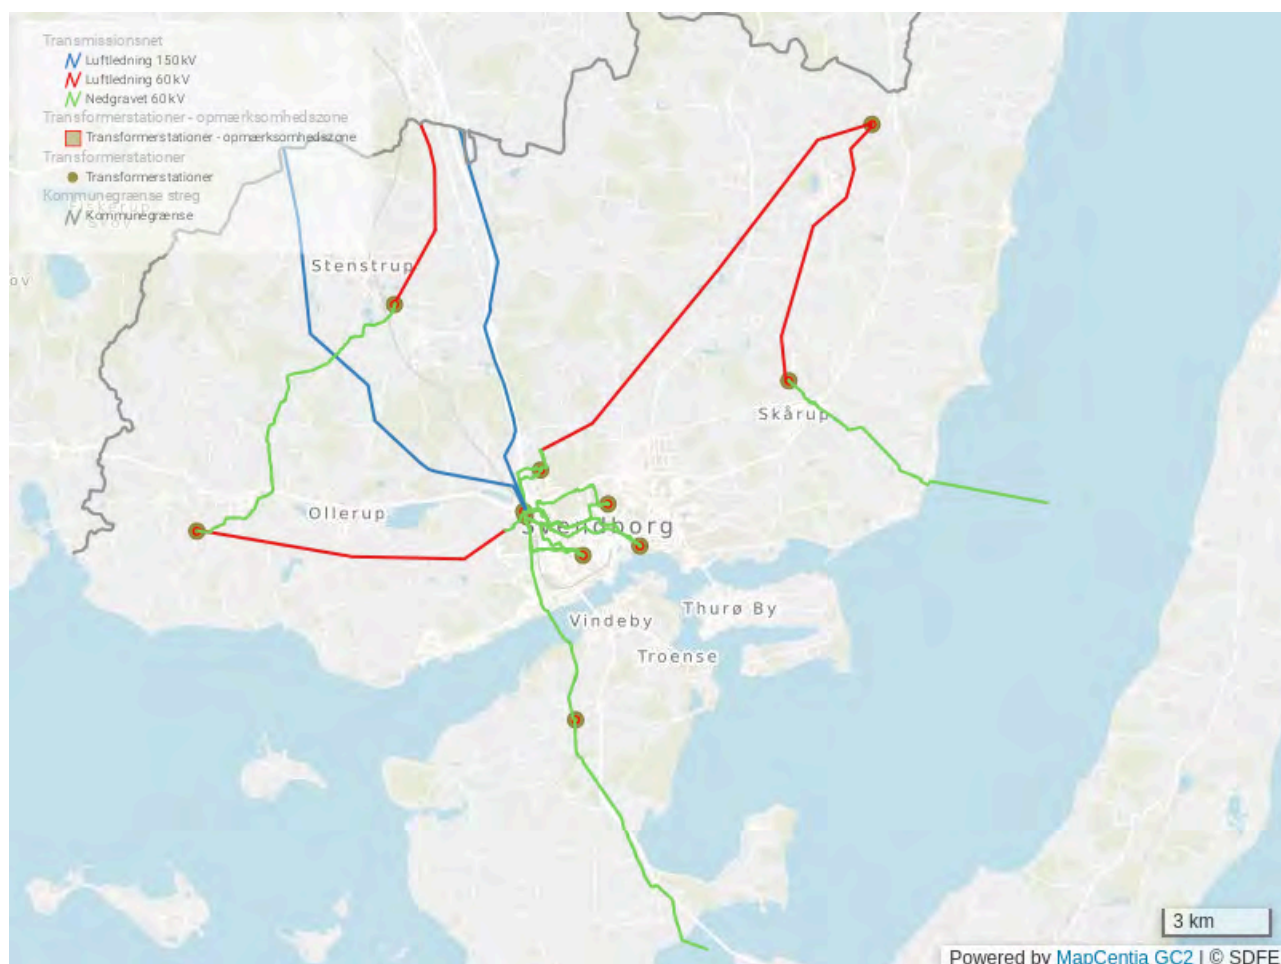 Transmissionsnet
Luftledning 150 kV
Luftledning 60 kV
Nedgravet 60 kV
Transformerstationer - opmærksomhedszone
Transformerstationer - opmærksomhedszone
Transformerstationer
Transformerstationer
Kommunegrænse streg
Kommunegrænse
ov
Stenstrup
Skårup
Ollerup
Svendborg
Vindeby
Thurø By
Troense
3 km
Powered by MapCentia GC2 | © SDFE